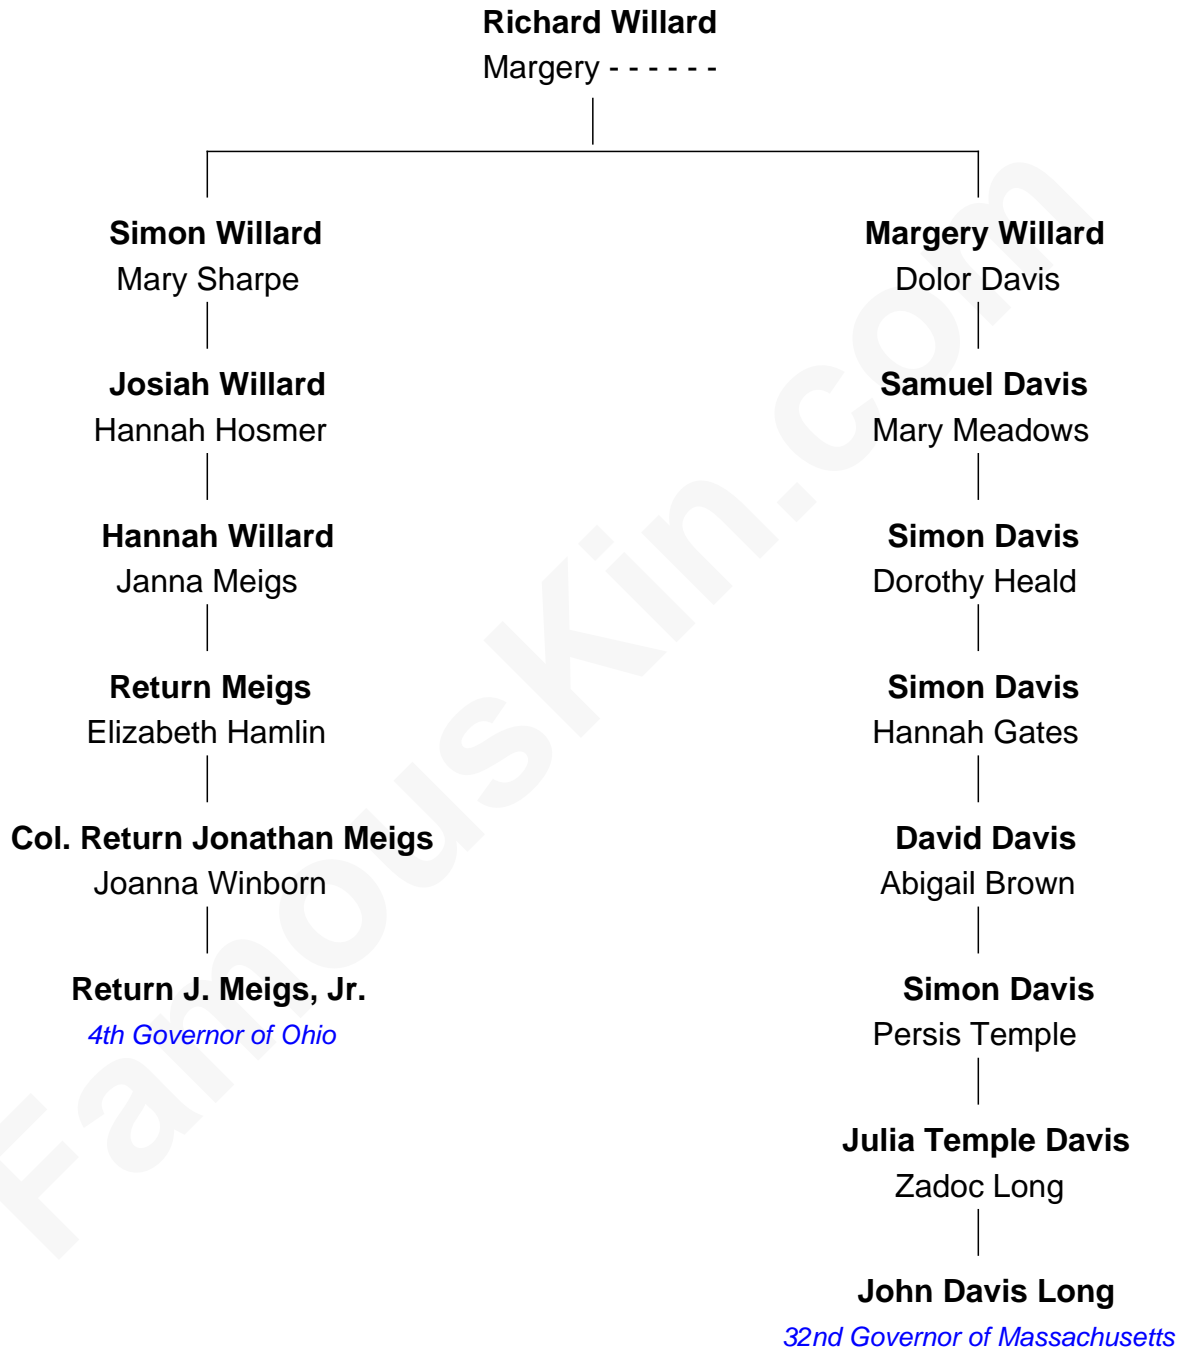 Richard Willard
Margery - - - - - -
Simon Willard
Mary Sharpe
Margery Willard
Dolor Davis
Josiah Willard
Hannah Hosmer
Samuel Davis
Mary Meadows
Hannah Willard
Janna Meigs
Simon Davis
Dorothy Heald
Return Meigs
Elizabeth Hamlin
Simon Davis
Hannah Gates
Col. Return Jonathan Meigs
Joanna Winborn
David Davis
Abigail Brown
Return J. Meigs, Jr.
4th Governor of Ohio
Simon Davis
Persis Temple
Julia Temple Davis
Zadoc Long
John Davis Long
32nd Governor of Massachusetts
FamousKin.com